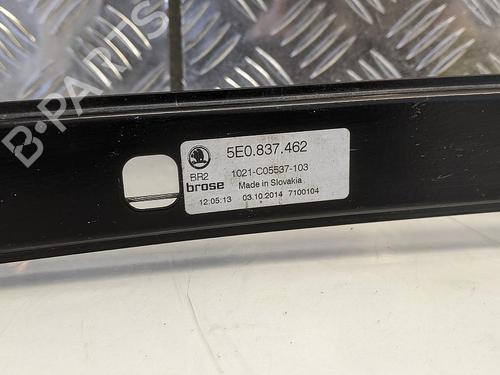 B-PARTS
5E0.837.462
BR2
1021-C05537-103
brose
Made in Slovakia
12:05:13 03.10.2014 7100104